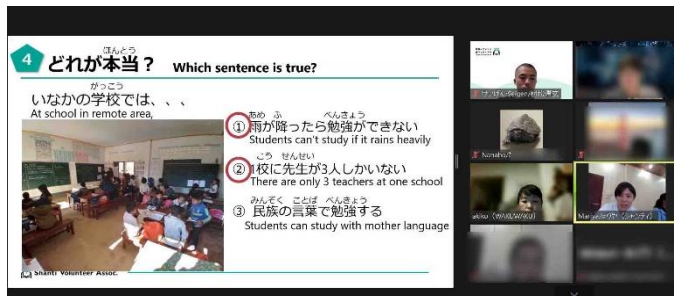 4
どれが本当？ Which sentence is true?
ほんとう
いなかの学校では、、、
がっこう
At school in remote area,
①雨が降ったら勉強ができない
あめ ふ べんきょう
Students can't study if it rains heavily
②1校に先生が3人しかいない
こう せんせい
There are only 3 teachers at one school
③民族の言葉で勉強する
みんぞく ことば べんきょう
Students can study with mother language
Shanti Volunteer Assoc.
akiko (WAKUWAKU)